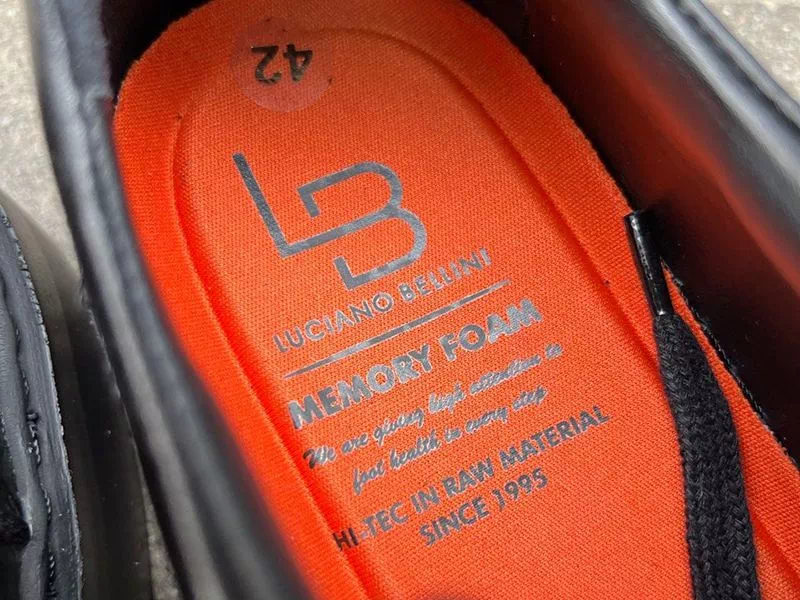 42
LB
LUCIANO BELLINI
MEMORY FOAM
We are giving high attention to
foot health in every step
HI-TEC IN RAW MATERIAL
SINCE 1995